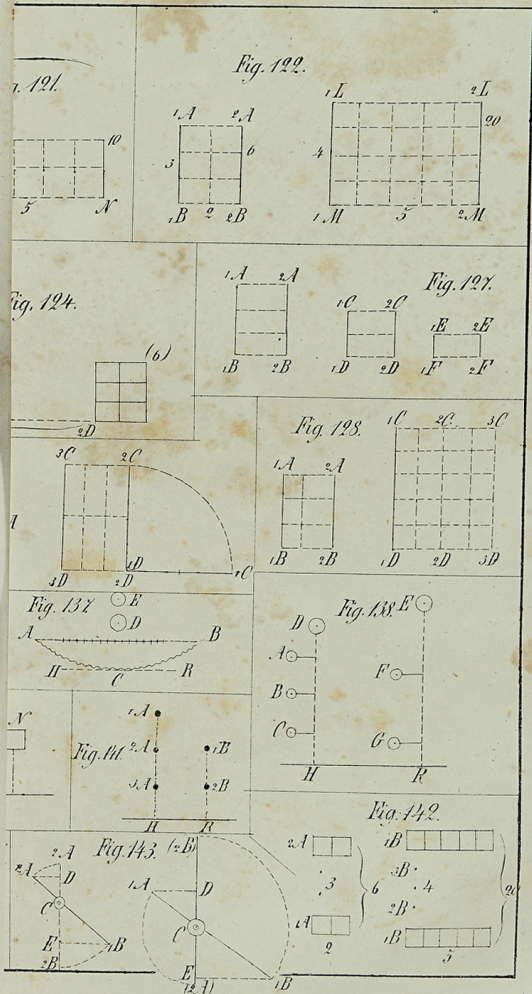 Fig. 122.
. 121.
10
5 N
1A 2A
3 6
1B 2 2B
1L 2L
20
4
1M 5 2M
Fig. 124.
(6)
2D
Fig. 127.
1A 2A
1B 2B
1C 2C
1D 2D
1E 2E
1F 2F
3C 2C
A
3D 2D 1D 1C
Fig. 128.
1A 2A
1B 2B
1C 2C 3C
1D 2D 3D
Fig. 137
E
D
A B
H C R
Fig. 138.
D E
A
F
B
C
G
H R
N
Fig. 141.
1A
2A 1B
3A 2B
H R
Fig. 142.
2A
3 6
1A
2
1B
3B
4 20
2B
1B
5
Fig. 143.
2A
1A D
C
E 1B
2B
(2B)
1A D
C
E
(2A) 1B